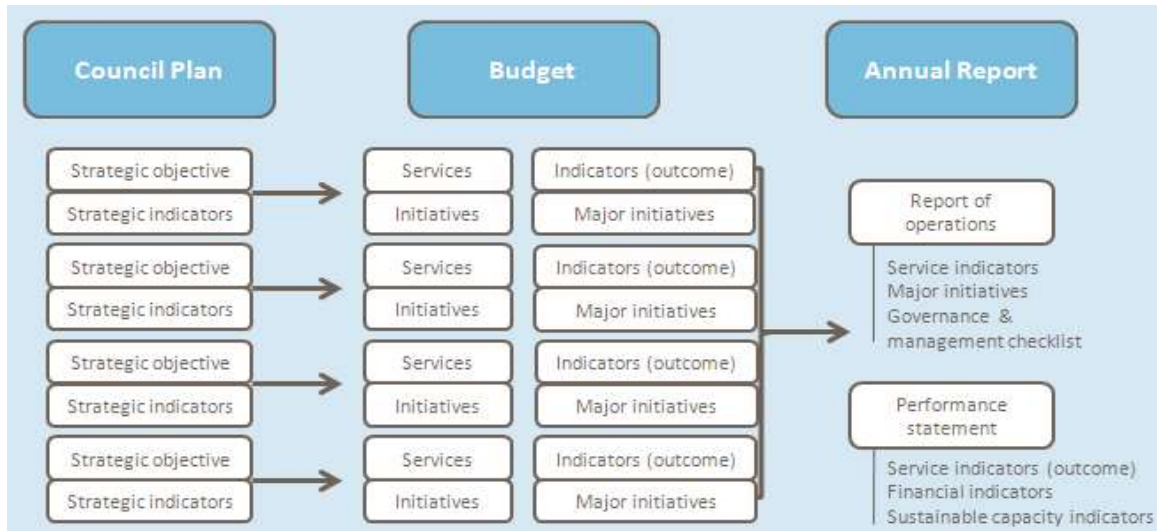 Council Plan
Budget
Annual Report
Strategic objective
Strategic indicators
Services
Indicators (outcome)
Initiatives
Major initiatives
Strategic objective
Strategic indicators
Services
Indicators (outcome)
Initiatives
Major initiatives
Strategic objective
Strategic indicators
Services
Indicators (outcome)
Initiatives
Major initiatives
Strategic objective
Strategic indicators
Services
Indicators (outcome)
Initiatives
Major initiatives
Report of
operations
Service indicators
Major initiatives
Governance &
management checklist
Performance
statement
Service indicators (outcome)
Financial indicators
Sustainable capacity indicators